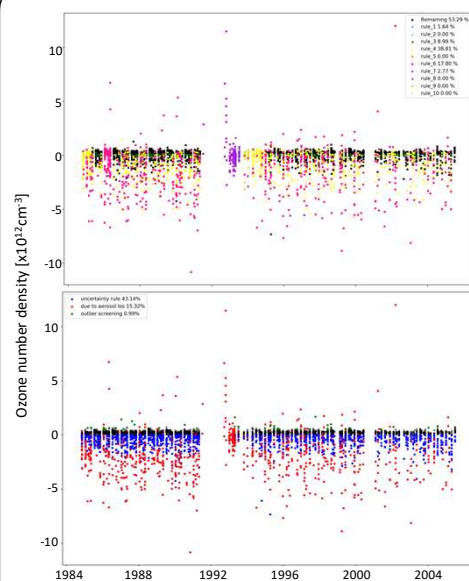 Ozone number density [x10¹²cm⁻³]
10
5
0
-5
-10
Remaining 53.29 %
rule_1 1.64 %
rule_2 0.00 %
rule_3 8.99 %
rule_4 38.81 %
rule_5 0.00 %
rule_6 17.80 %
rule_7 2.77 %
rule_8 0.00 %
rule_9 0.00 %
rule_10 0.00 %
10
5
0
-5
-10
uncertainty rule 43.14%
due to aerosol los 15.32%
outlier screening 0.99%
1984 1988 1992 1996 2000 2004